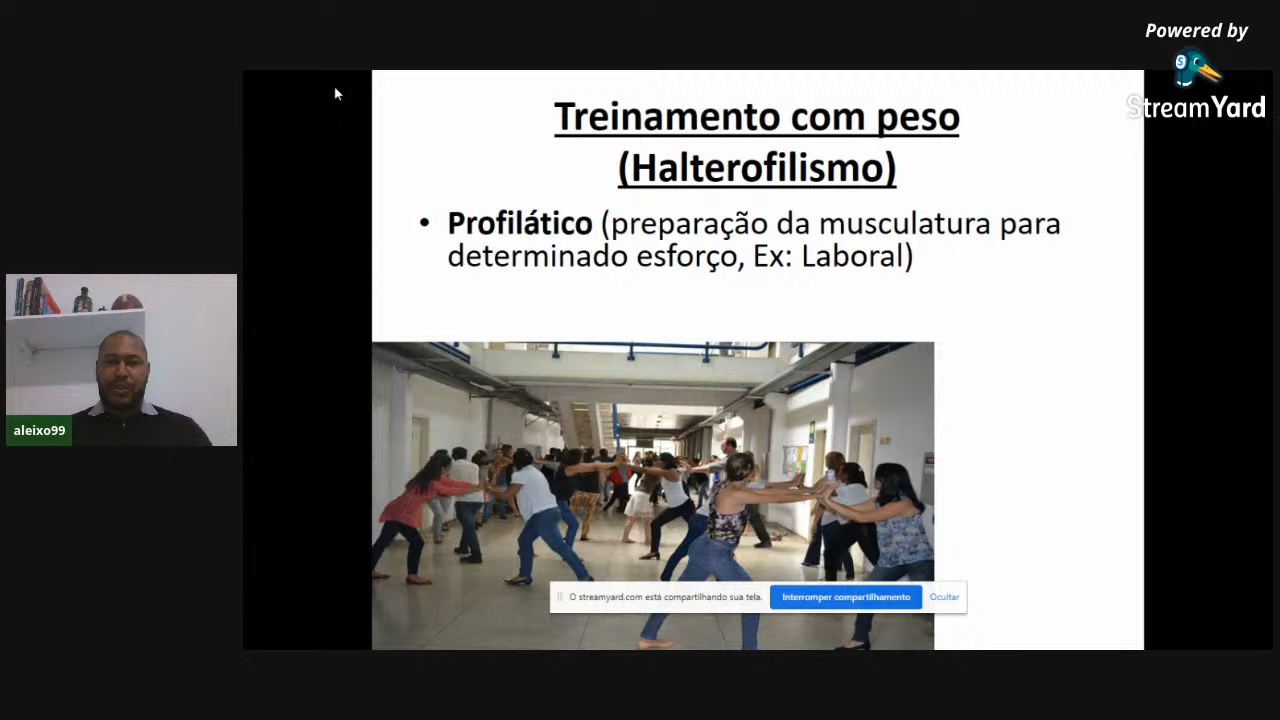 Powered by
StreamYard
Treinamento com peso
(Halterofilismo)
• Profilático (preparação da musculatura para
determinado esforço, Ex: Laboral)
aleixo99
O streamyard.com está compartilhando sua tela.
Interromper compartilhamento
Ocultar